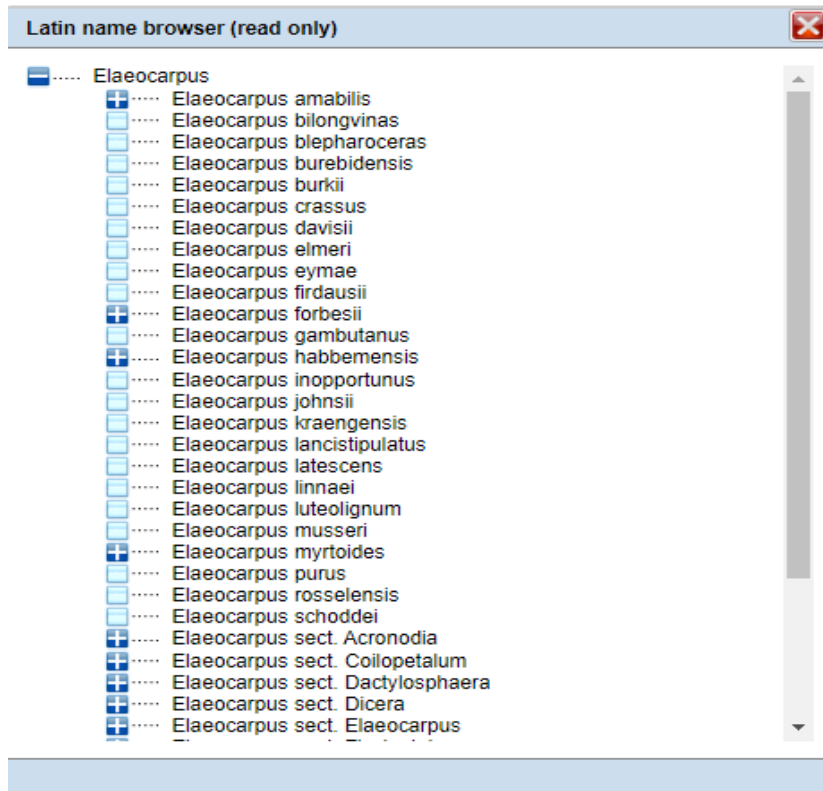 Latin name browser (read only)
Elaeocarpus
Elaeocarpus amabilis
Elaeocarpus bilongvinas
Elaeocarpus blepharoceras
Elaeocarpus burebidensis
Elaeocarpus burkii
Elaeocarpus crassus
Elaeocarpus davisii
Elaeocarpus elmeri
Elaeocarpus eymae
Elaeocarpus firdausii
Elaeocarpus forbesii
Elaeocarpus gambutanus
Elaeocarpus habbemensis
Elaeocarpus inopportunus
Elaeocarpus johnsii
Elaeocarpus kraengensis
Elaeocarpus lancistipulatus
Elaeocarpus latescens
Elaeocarpus linnaei
Elaeocarpus luteolignum
Elaeocarpus musseri
Elaeocarpus myrtoides
Elaeocarpus purus
Elaeocarpus rosselensis
Elaeocarpus schoddei
Elaeocarpus sect. Acronodia
Elaeocarpus sect. Coilopetalum
Elaeocarpus sect. Dactylosphaera
Elaeocarpus sect. Dicera
Elaeocarpus sect. Elaeocarpus